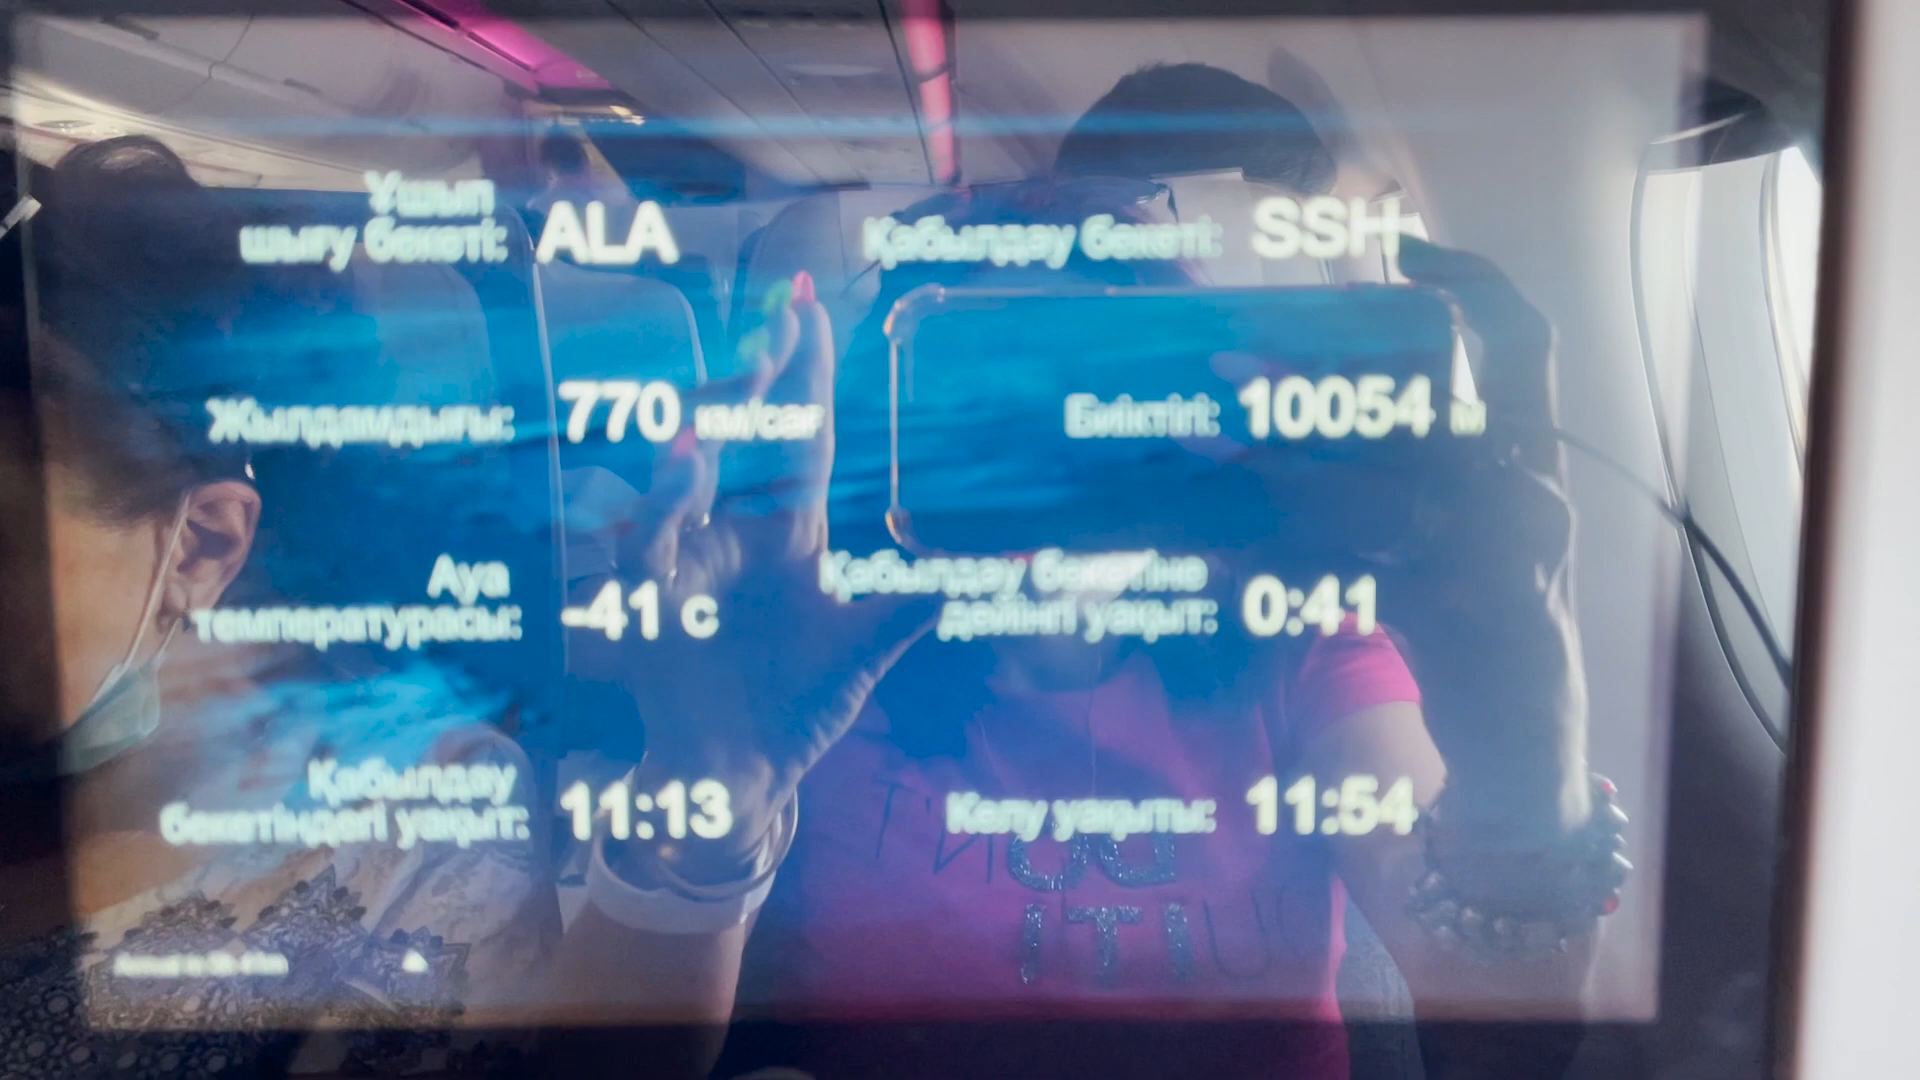 Ұшып
шығу бекеті: ALA
Қабылдау бекеті: SSH
Жылдамдығы: 770 км/сағ
Биіктігі: 10054 м
Ауа
температурасы: -41 C
Қабылдау бекетіне
дейінгі уақыт: 0:41
Қабылдау
бекетіндегі уақыт: 11:13
Келу уақыты: 11:54